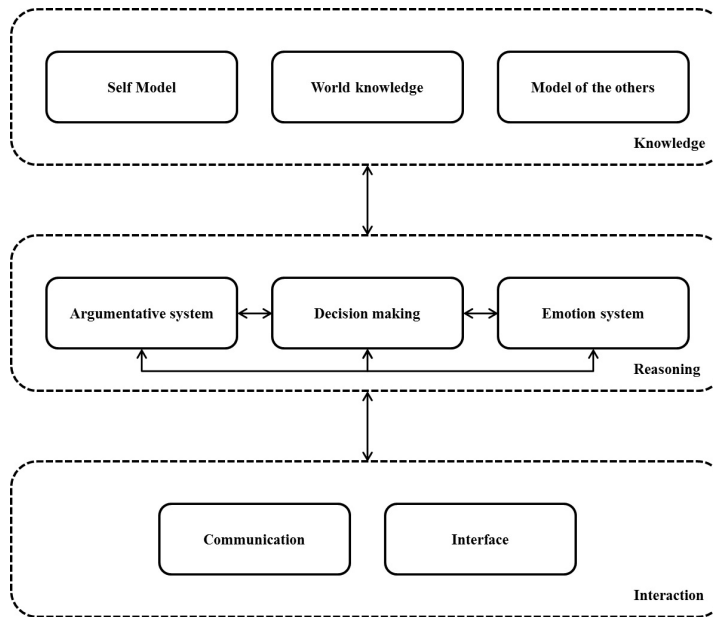 Self Model
World knowledge
Model of the others
Knowledge
Argumentative system
Decision making
Emotion system
Reasoning
Communication
Interface
Interaction